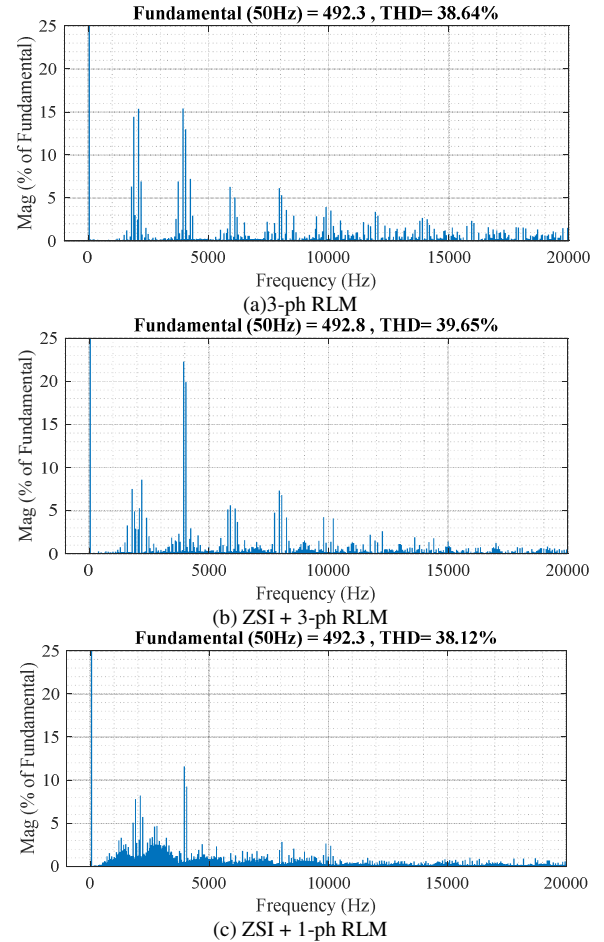 Fundamental (50Hz) = 492.3 , THD= 38.64%
25
20
15
10
5
0
Mag (% of Fundamental)
0 5000 10000 15000 20000
Frequency (Hz)
(a)3-ph RLM
Fundamental (50Hz) = 492.8 , THD= 39.65%
25
20
15
10
5
0
Mag (% of Fundamental)
0 5000 10000 15000 20000
Frequency (Hz)
(b) ZSI + 3-ph RLM
Fundamental (50Hz) = 492.3 , THD= 38.12%
25
20
15
10
5
0
Mag (% of Fundamental)
0 5000 10000 15000 20000
Frequency (Hz)
(c) ZSI + 1-ph RLM